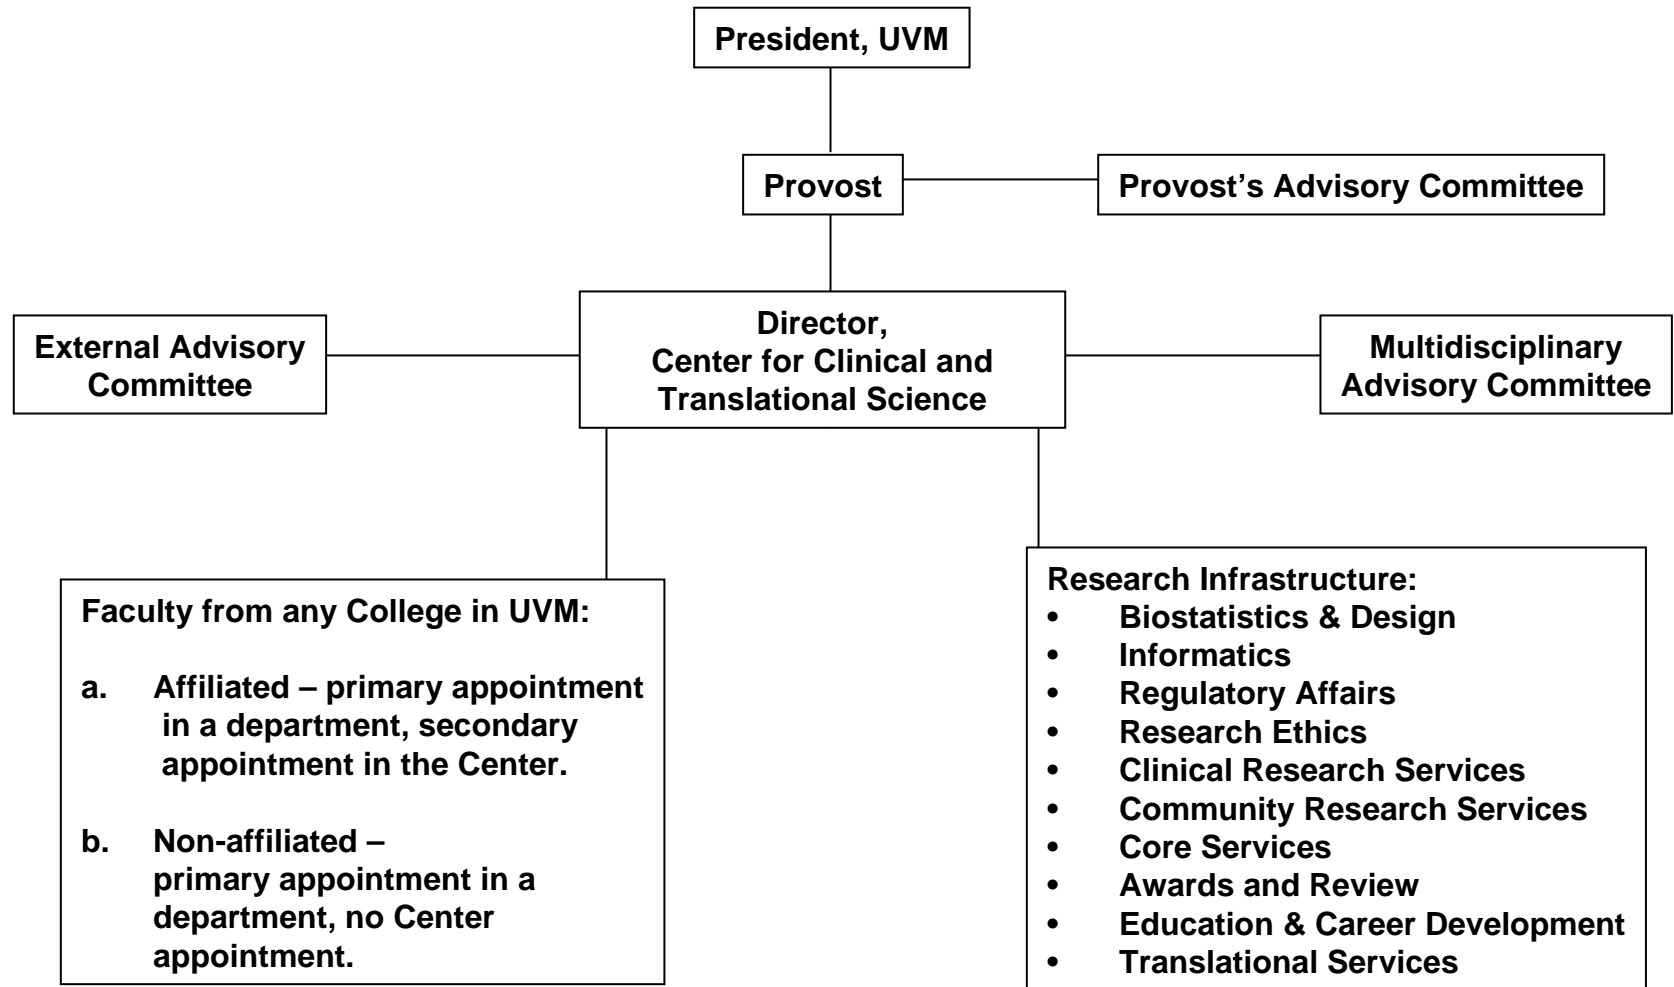 President, UVM
Provost
Provost’s Advisory Committee
External Advisory
Committee
Director,
Center for Clinical and
Translational Science
Multidisciplinary
Advisory Committee
Faculty from any College in UVM:
a. Affiliated – primary appointment
in a department, secondary
appointment in the Center.
b. Non-affiliated –
primary appointment in a
department, no Center
appointment.
Research Infrastructure:
• Biostatistics & Design
• Informatics
• Regulatory Affairs
• Research Ethics
• Clinical Research Services
• Community Research Services
• Core Services
• Awards and Review
• Education & Career Development
• Translational Services